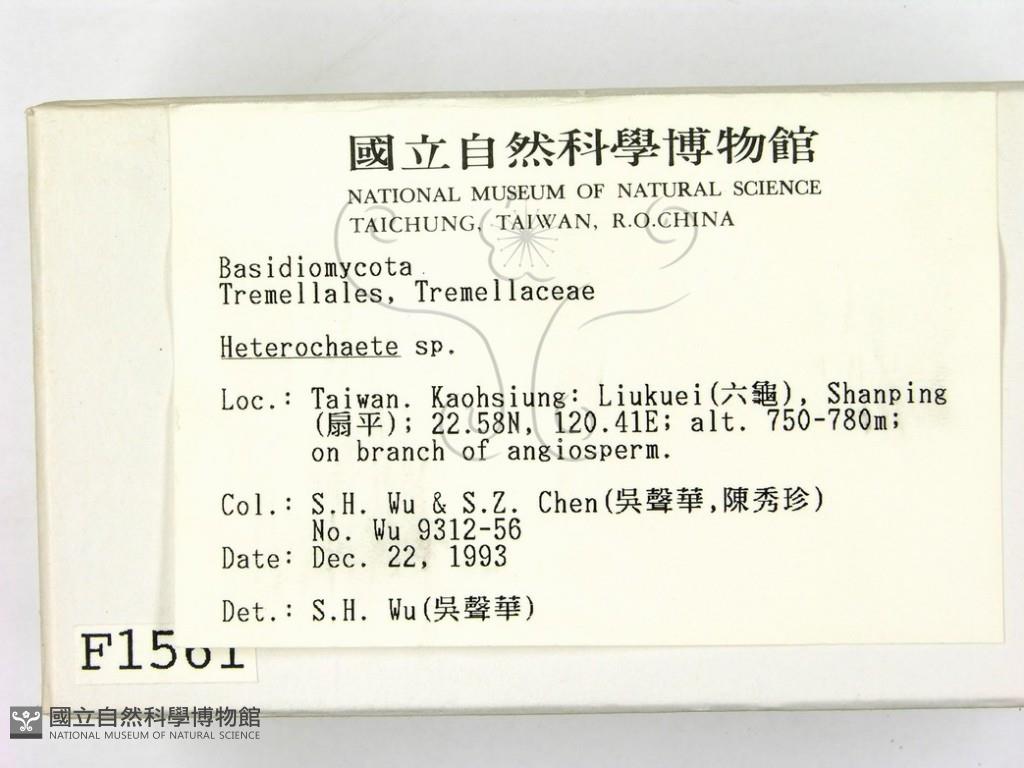 國立自然科學博物館
NATIONAL MUSEUM OF NATURAL SCIENCE
TAICHUNG, TAIWAN, R.O.CHINA
Basidiomycota
Tremellales, Tremellaceae
Heterochaete sp.
Loc.: Taiwan. Kaohsiung: Liukuei(六龜), Shanping
(扇平); 22.58N, 120.41E; alt. 750-780m;
on branch of angiosperm.
Col.: S.H. Wu & S.Z. Chen(吳聲華,陳秀珍)
No. Wu 9312-56
Date: Dec. 22, 1993
Det.: S.H. Wu(吳聲華)
國立自然科學博物館
NATIONAL MUSEUM OF NATURAL SCIENCE